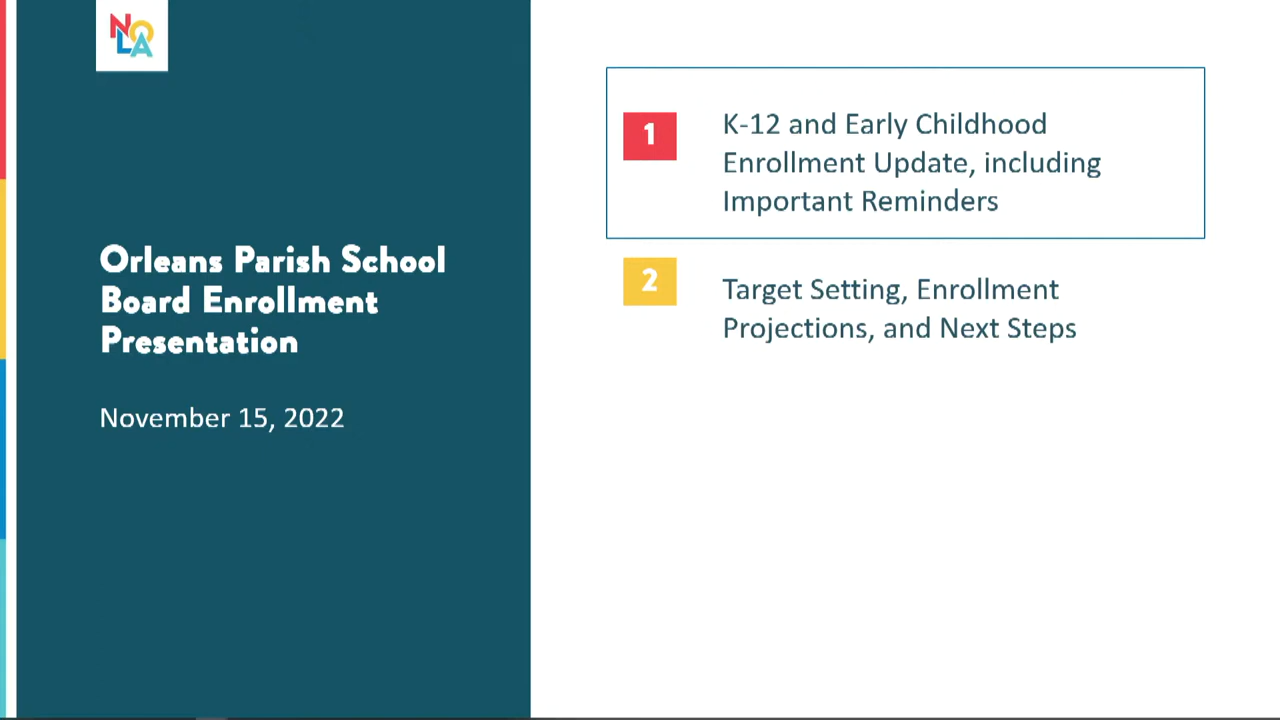 NOLA
Orleans Parish School
Board Enrollment
Presentation
November 15, 2022
1
K-12 and Early Childhood
Enrollment Update, including
Important Reminders
2
Target Setting, Enrollment
Projections, and Next Steps